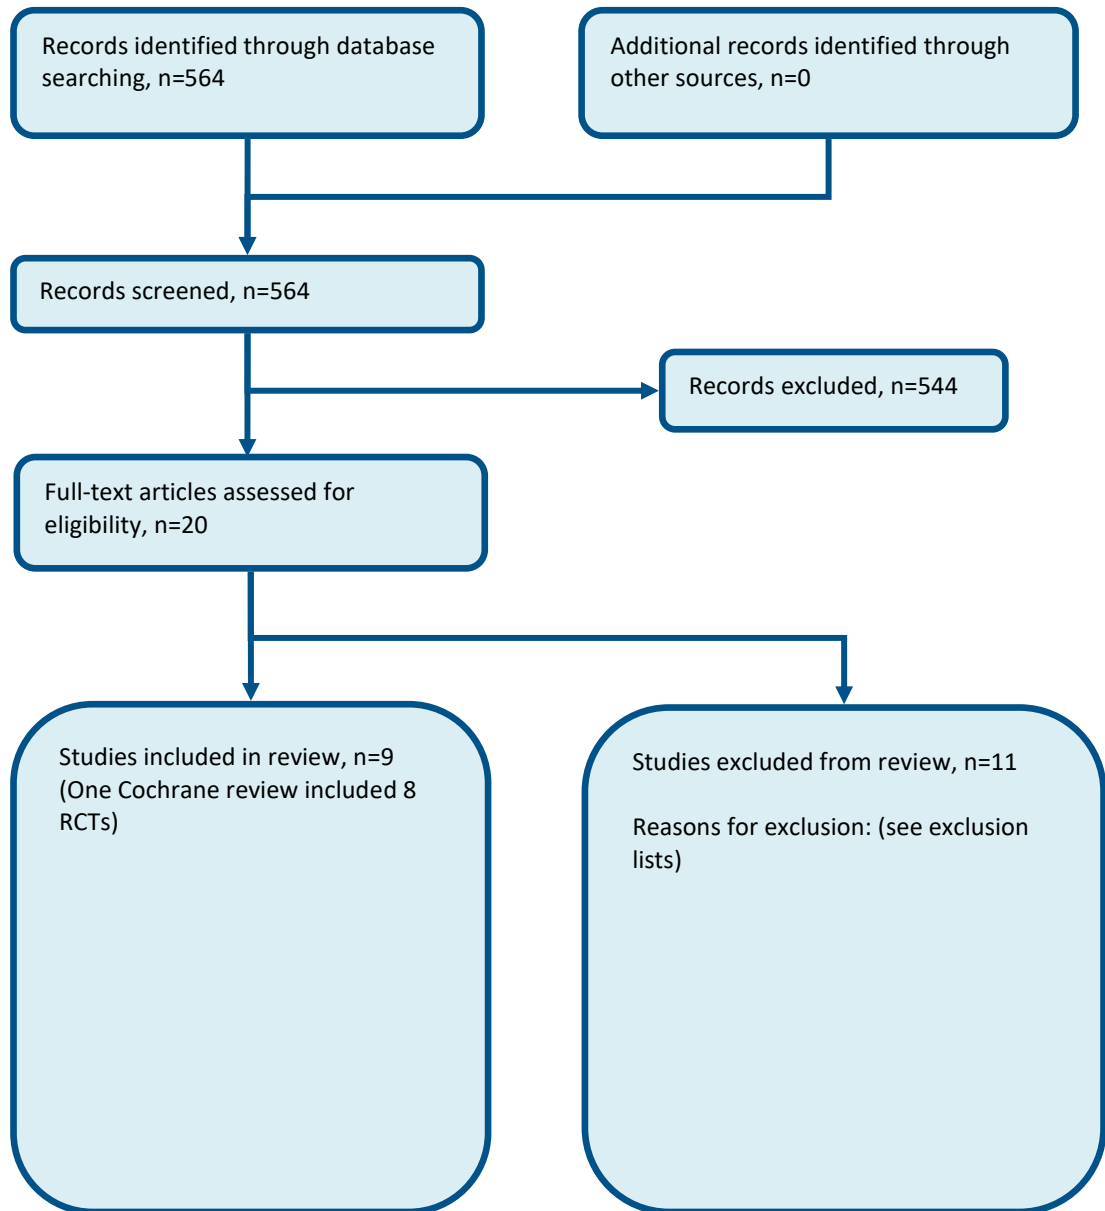 Records identified through database
searching, n=564
Additional records identified through
other sources, n=0
Records screened, n=564
Records excluded, n=544
Full-text articles assessed for
eligibility, n=20
Studies included in review, n=9
(One Cochrane review included 8
RCTs)
Studies excluded from review, n=11
Reasons for exclusion: (see exclusion
lists)